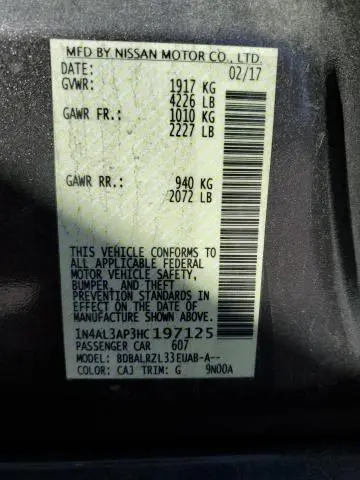 MFD BY NISSAN MOTOR CO., LTD.
DATE: 02/17
GVWR: 1917 KG
4226 LB
GAWR FR.: 1010 KG
2227 LB
GAWR RR.: 940 KG
2072 LB
THIS VEHICLE CONFORMS TO
ALL APPLICABLE FEDERAL
MOTOR VEHICLE SAFETY,
BUMPER, AND THEFT
PREVENTION STANDARDS
IN EFFECT ON THE DATE OF
MANUFACTURE SHOWN ABOVE.
1N4AL3AP3HC197125
PASSENGER CAR 607
MODEL: BDBALRZL33EUAB-A--
COLOR: CAJ TRIM: G 9N00A